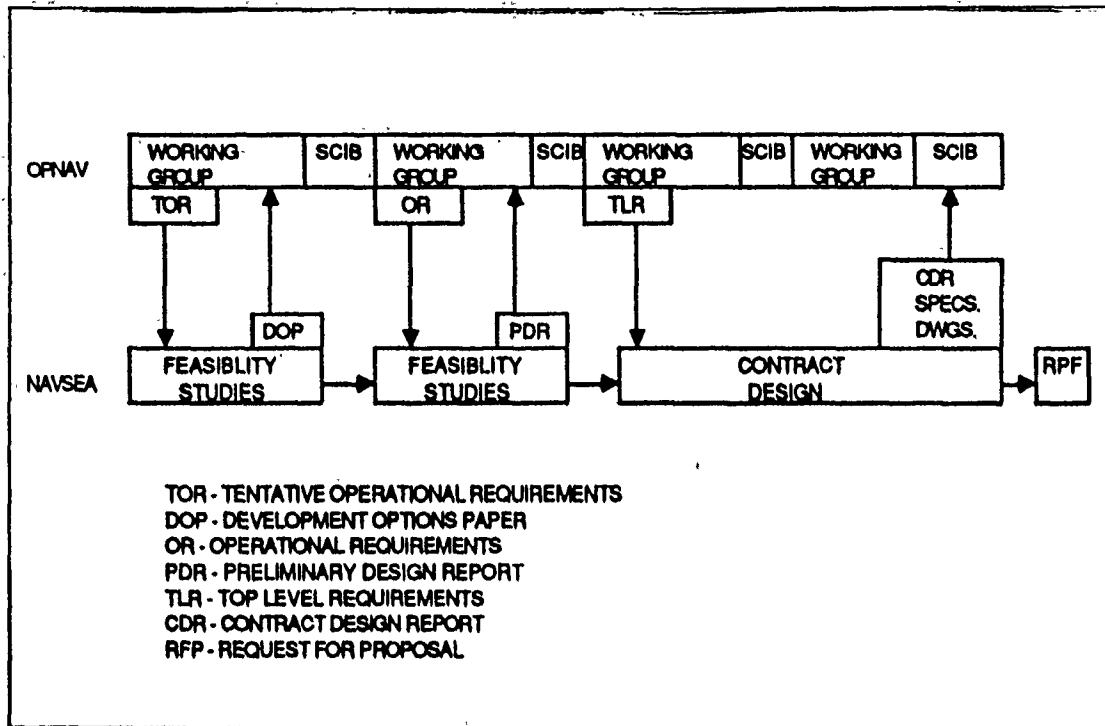 OPNAV
WORKING GROUP
SCIB
WORKING GROUP
SCIB
WORKING GROUP
SCIB
WORKING GROUP
SCIB
TOR
OR
TLR
CDR
SPECS.
DWGS.
DOP
PDR
NAVSEA
FEASIBLITY
STUDIES
FEASIBLITY
STUDIES
CONTRACT
DESIGN
RPF
TOR - TENTATIVE OPERATIONAL REQUIREMENTS
DOP - DEVELOPMENT OPTIONS PAPER
OR - OPERATIONAL REQUIREMENTS
PDR - PRELIMINARY DESIGN REPORT
TLR - TOP LEVEL REQUIREMENTS
CDR - CONTRACT DESIGN REPORT
RFP - REQUEST FOR PROPOSAL